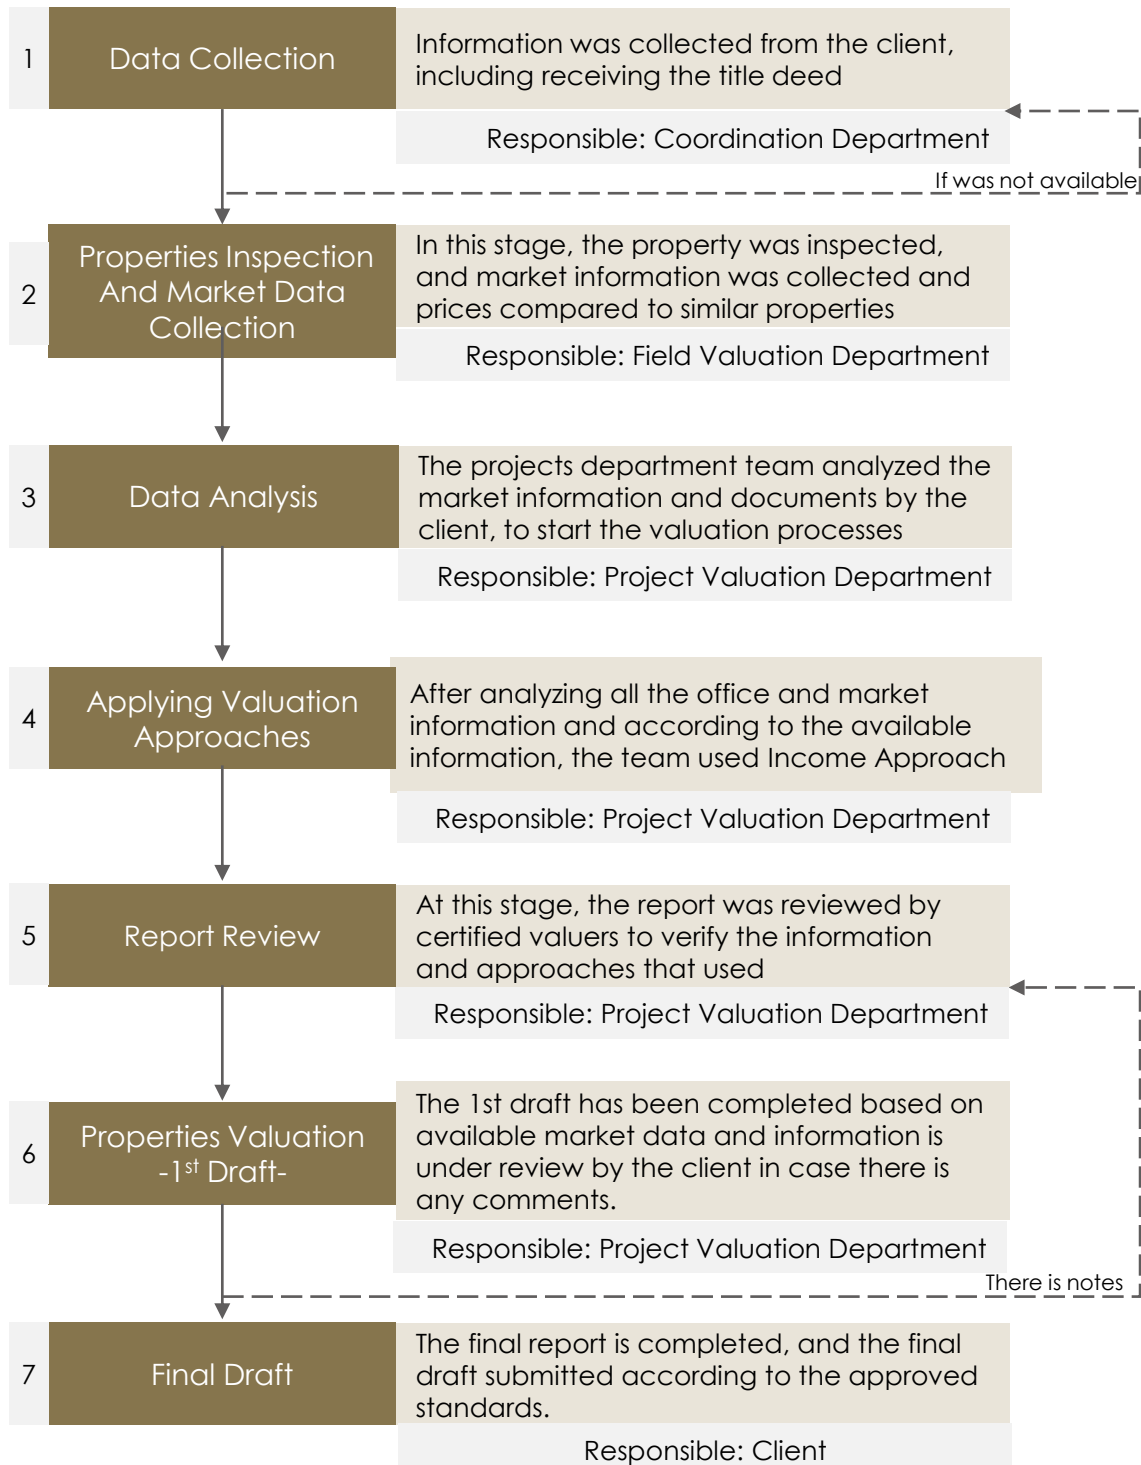 1
Data Collection
Information was collected from the client,
including receiving the title deed
Responsible: Coordination Department
If was not available
2
Properties Inspection
And Market Data
Collection
In this stage, the property was inspected,
and market information was collected and
prices compared to similar properties
Responsible: Field Valuation Department
3
Data Analysis
The projects department team analyzed the
market information and documents by the
client, to start the valuation processes
Responsible: Project Valuation Department
4
Applying Valuation
Approaches
After analyzing all the office and market
information and according to the available
information, the team used Income Approach
Responsible: Project Valuation Department
5
Report Review
At this stage, the report was reviewed by
certified valuers to verify the information
and approaches that used
Responsible: Project Valuation Department
6
Properties Valuation
-1st Draft-
The 1st draft has been completed based on
available market data and information is
under review by the client in case there is
any comments.
Responsible: Project Valuation Department
There is notes
7
Final Draft
The final report is completed, and the final
draft submitted according to the approved
standards.
Responsible: Client